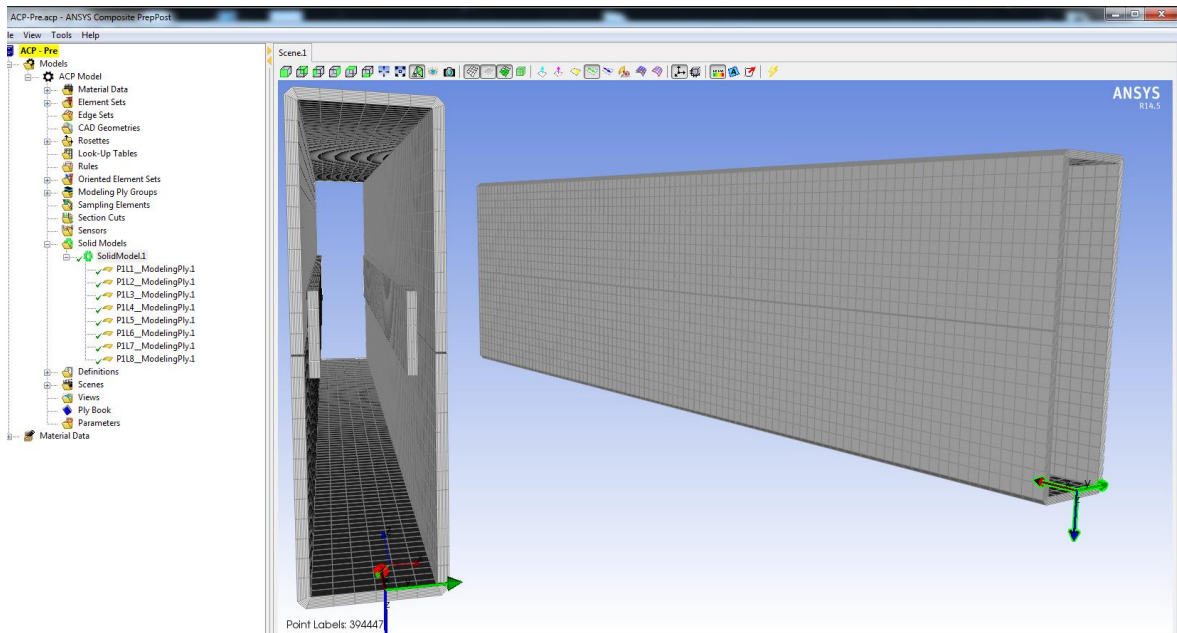 ACP-Pre.acp - ANSYS Composite PrepPost
le View Tools Help
ACP - Pre
Models
ACP Model
Material Data
Element Sets
Edge Sets
CAD Geometries
Rosettes
Look-Up Tables
Rules
Oriented Element Sets
Modeling Ply Groups
Sampling Elements
Section Cuts
Sensors
Solid Models
SolidModel.1
P1L1__ModelingPly.1
P1L2__ModelingPly.1
P1L3__ModelingPly.1
P1L4__ModelingPly.1
P1L5__ModelingPly.1
P1L6__ModelingPly.1
P1L7__ModelingPly.1
P1L8__ModelingPly.1
Definitions
Scenes
Views
Ply Book
Parameters
Material Data
Scene.1
ANSYS
R14.5
Point Labels: 394447